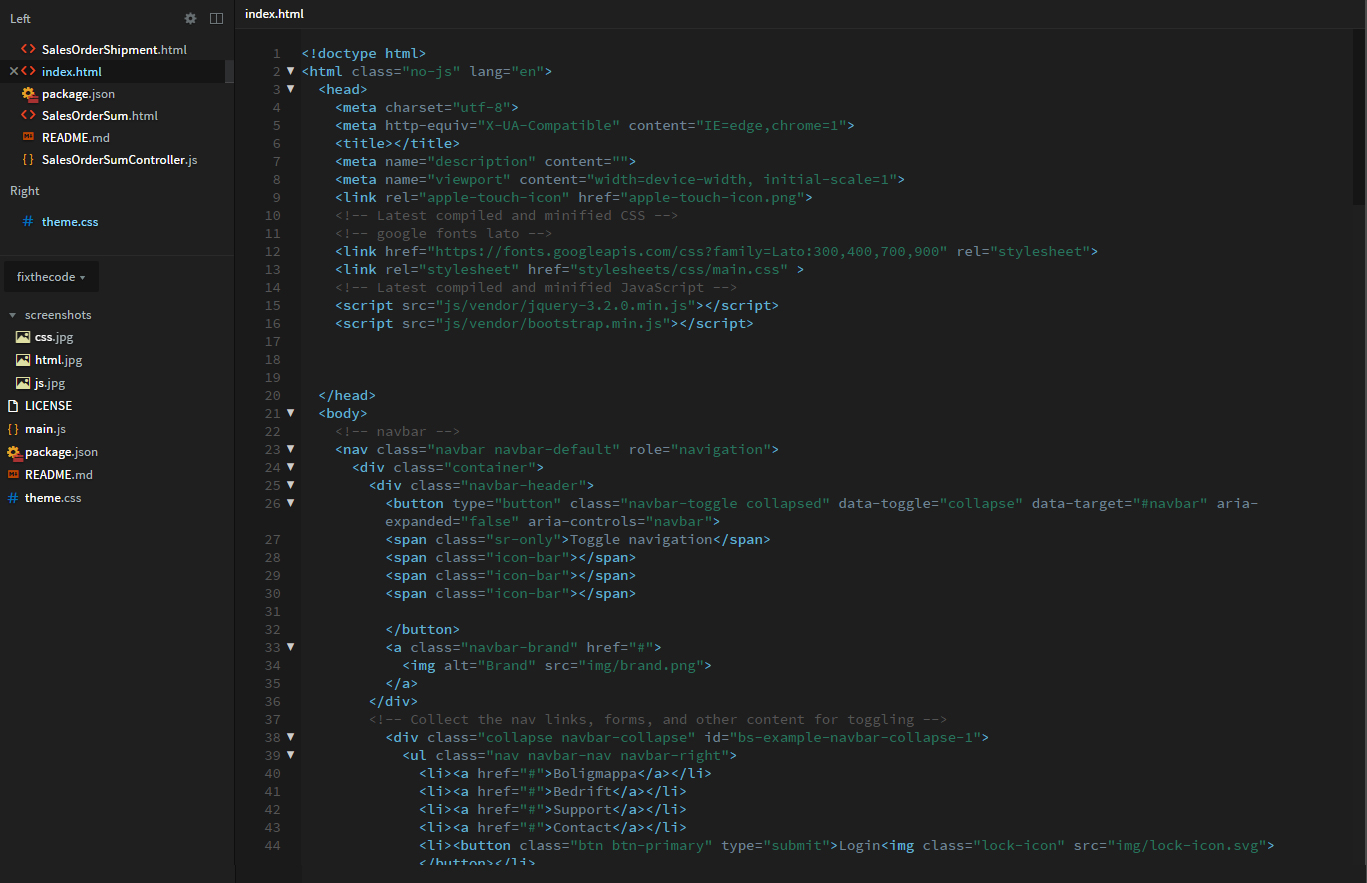 Left
SalesOrderShipment.html
index.html
package.json
SalesOrderSum.html
README.md
SalesOrderSumController.js
Right
theme.css
fixthecode
screenshots
css.jpg
html.jpg
js.jpg
LICENSE
main.js
package.json
README.md
theme.css
index.html
1 <!doctype html>
2 <html class="no-js" lang="en">
3 <head>
4 <meta charset="utf-8">
5 <meta http-equiv="X-UA-Compatible" content="IE=edge,chrome=1">
6 <title></title>
7 <meta name="description" content="">
8 <meta name="viewport" content="width=device-width, initial-scale=1">
9 <link rel="apple-touch-icon" href="apple-touch-icon.png">
10 <!-- Latest compiled and minified CSS -->
11 <!-- google fonts lato -->
12 <link href="https://fonts.googleapis.com/css?family=Lato:300,400,700,900" rel="stylesheet">
13 <link rel="stylesheet" href="stylesheets/css/main.css" >
14 <!-- Latest compiled and minified JavaScript -->
15 <script src="js/vendor/jquery-3.2.0.min.js"></script>
16 <script src="js/vendor/bootstrap.min.js"></script>
17
18
19
20 </head>
21 <body>
22 <!-- navbar -->
23 <nav class="navbar navbar-default" role="navigation">
24 <div class="container">
25 <div class="navbar-header">
26 <button type="button" class="navbar-toggle collapsed" data-toggle="collapse" data-target="#navbar" aria-
expanded="false" aria-controls="navbar">
27 <span class="sr-only">Toggle navigation</span>
28 <span class="icon-bar"></span>
29 <span class="icon-bar"></span>
30 <span class="icon-bar"></span>
31
32 </button>
33 <a class="navbar-brand" href="#">
34 <img alt="Brand" src="img/brand.png">
35 </a>
36 </div>
37 <!-- Collect the nav links, forms, and other content for toggling -->
38 <div class="collapse navbar-collapse" id="bs-example-navbar-collapse-1">
39 <ul class="nav navbar-nav navbar-right">
40 <li><a href="#">Boligmappa</a></li>
41 <li><a href="#">Bedrift</a></li>
42 <li><a href="#">Support</a></li>
43 <li><a href="#">Contact</a></li>
44 <li><button class="btn btn-primary" type="submit">Login<img class="lock-icon" src="img/lock-icon.svg">
</button></li>